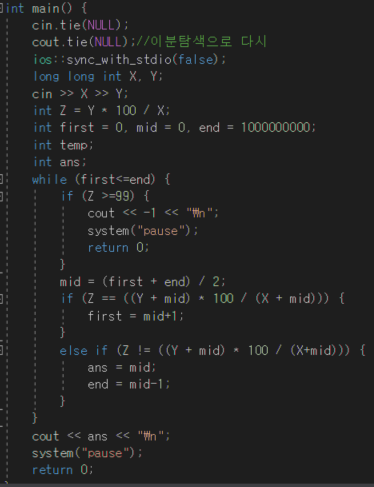 int main() {
cin.tie(NULL);
cout.tie(NULL);//이분탐색으로 다시
ios::sync_with_stdio(false);
long long int X, Y;
cin >> X >> Y;
int Z = Y * 100 / X;
int first = 0, mid = 0, end = 1000000000;
int temp;
int ans;
while (first<=end) {
if (Z >=99) {
cout << -1 << "₩n";
system("pause");
return 0;
}
mid = (first + end) / 2;
if (Z == ((Y + mid) * 100 / (X + mid))) {
first = mid+1;
}
else if (Z != ((Y + mid) * 100 / (X+mid))) {
ans = mid;
end = mid-1;
}
}
cout << ans << "₩n";
system("pause");
return 0;